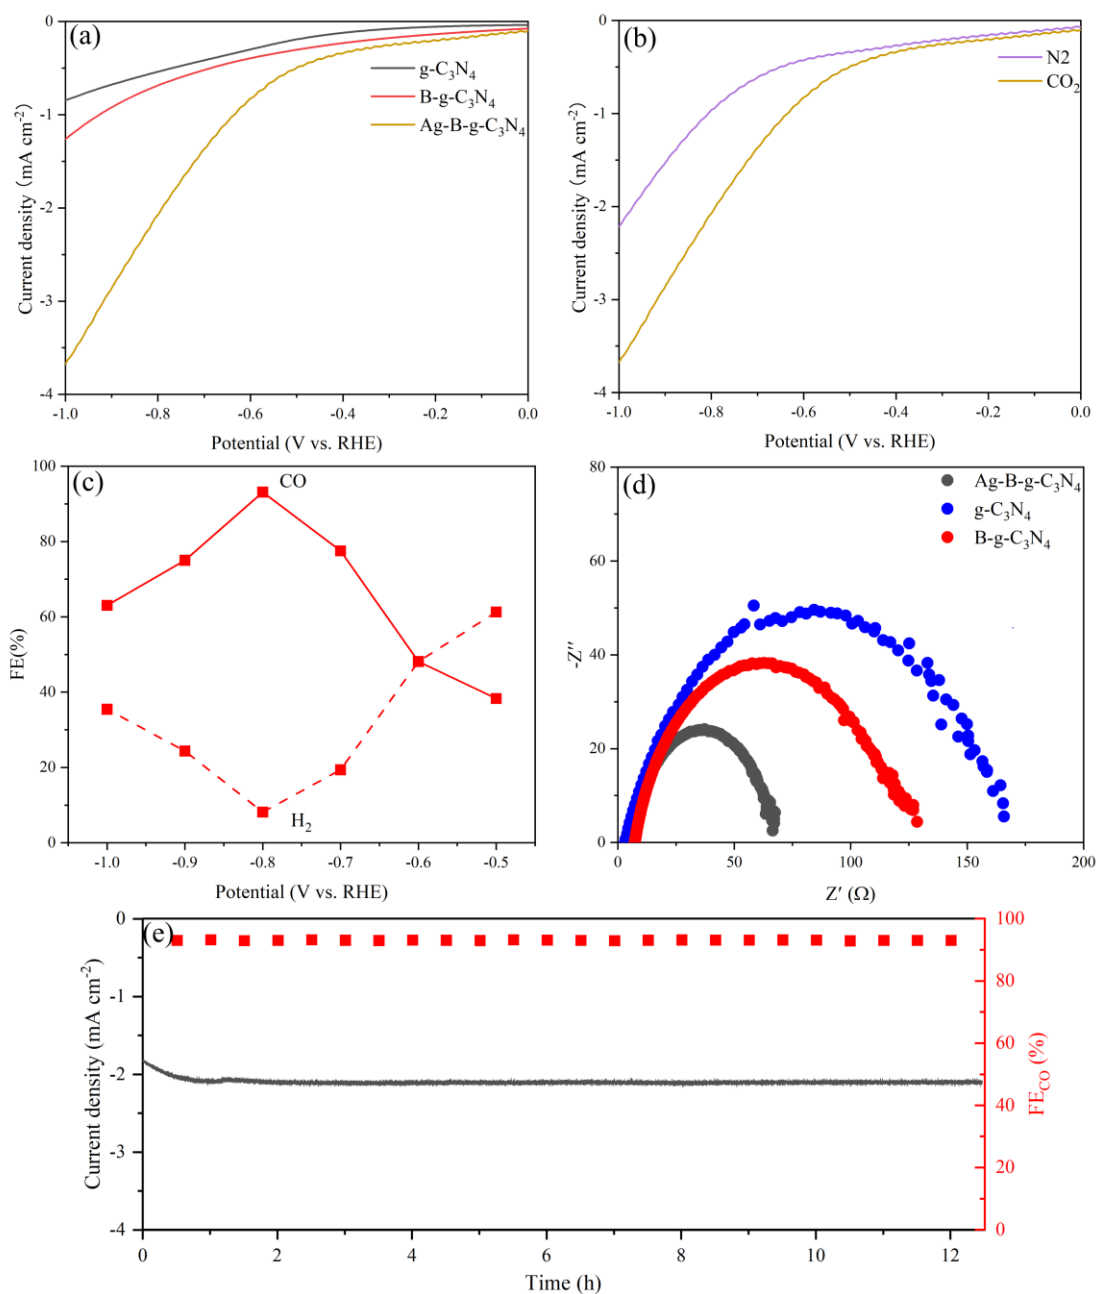 (a)
g-C₃N₄
B-g-C₃N₄
Ag-B-g-C₃N₄
0
-1
-2
-3
-4
-1.0 -0.8 -0.6 -0.4 -0.2 0.0
Current density (mA cm⁻²)
Potential (V vs. RHE)
(b)
N2
CO₂
0
-1
-2
-3
-4
-1.0 -0.8 -0.6 -0.4 -0.2 0.0
Current density (mA cm⁻²)
Potential (V vs. RHE)
(c)
CO
H₂
100
80
60
40
20
0
-1.0 -0.9 -0.8 -0.7 -0.6 -0.5
FE(%)
Potential (V vs. RHE)
(d)
Ag-B-g-C₃N₄
g-C₃N₄
B-g-C₃N₄
80
60
40
20
0
0 50 100 150 200
-Z''
Z' (Ω)
(e)
0
-1
-2
-3
-4
100
80
60
40
20
0
0 2 4 6 8 10 12
Current density (mA cm⁻²)
FE_CO (%)
Time (h)